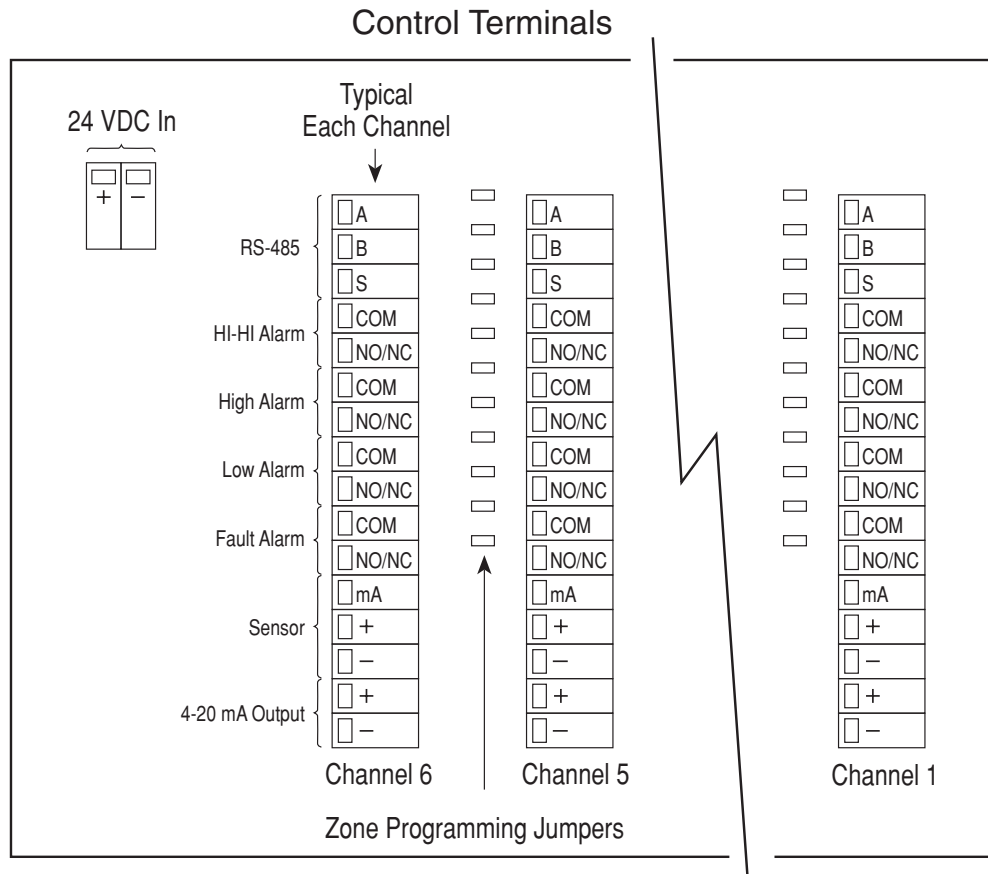 Control Terminals
24 VDC In
+ −
Typical
Each Channel
RS-485
HI-HI Alarm
High Alarm
Low Alarm
Fault Alarm
Sensor
4-20 mA Output
A
B
S
COM
NO/NC
COM
NO/NC
COM
NO/NC
COM
NO/NC
mA
+
−
+
−
Channel 6
A
B
S
COM
NO/NC
COM
NO/NC
COM
NO/NC
COM
NO/NC
mA
+
−
+
−
Channel 5
A
B
S
COM
NO/NC
COM
NO/NC
COM
NO/NC
COM
NO/NC
mA
+
−
+
−
Channel 1
Zone Programming Jumpers